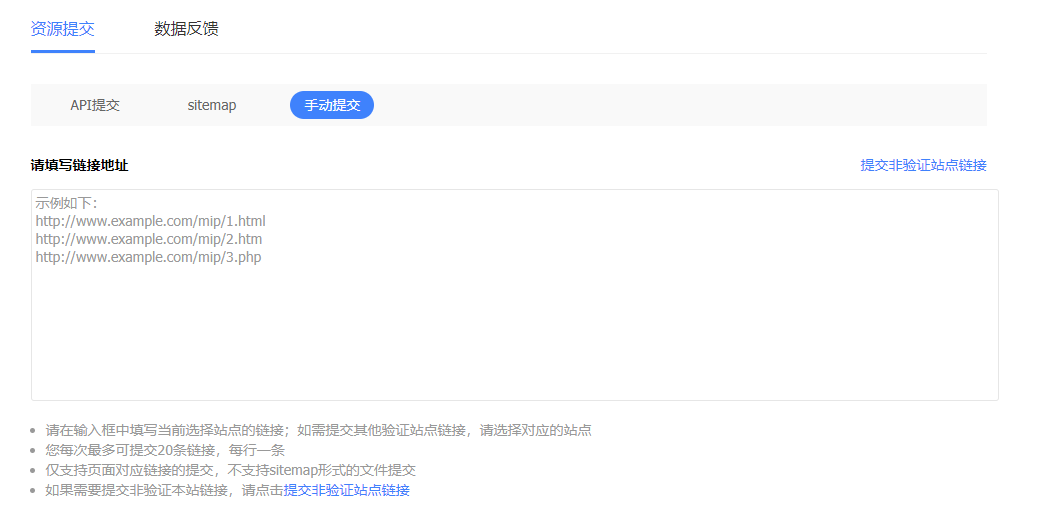 资源提交 数据反馈
API提交 sitemap 手动提交
请填写链接地址 提交非验证站点链接
示例如下：
http://www.example.com/mip/1.html
http://www.example.com/mip/2.htm
http://www.example.com/mip/3.php
请在输入框中填写当前选择站点的链接；如需提交其他验证站点链接，请选择对应的站点
您每次最多可提交20条链接，每行一条
仅支持页面对应链接的提交，不支持sitemap形式的文件提交
如果需要提交非验证本站链接，请点击提交非验证站点链接